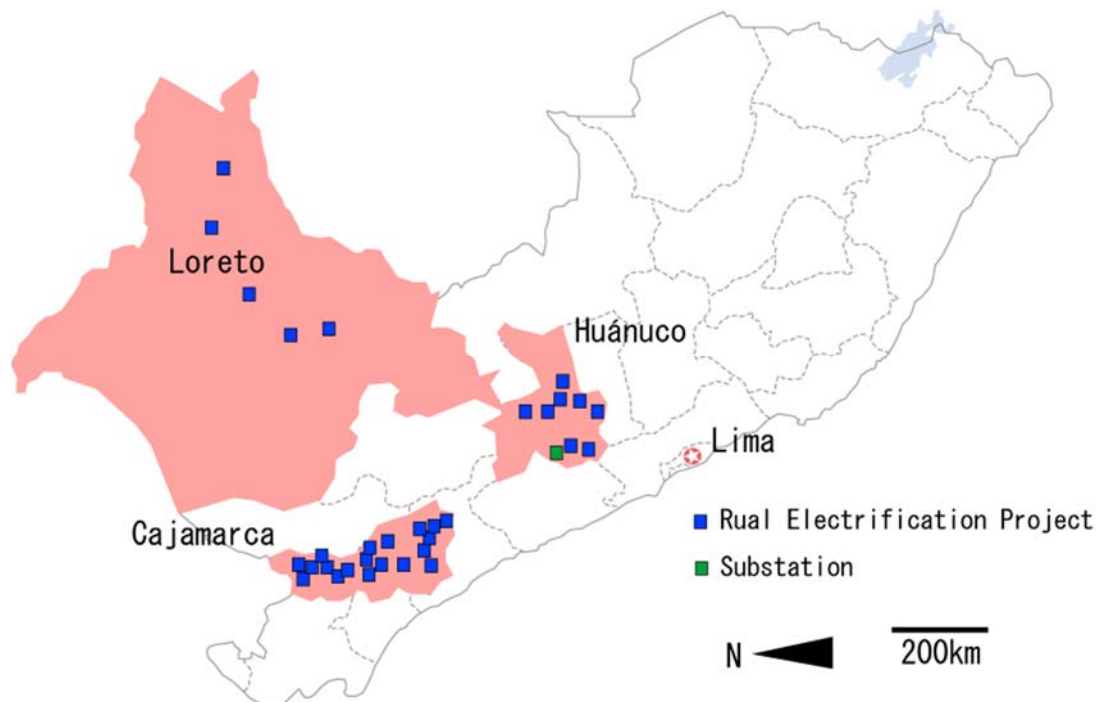 Loreto
Huánuco
Lima
Cajamarca
Rual Electrification Project
Substation
N
200km